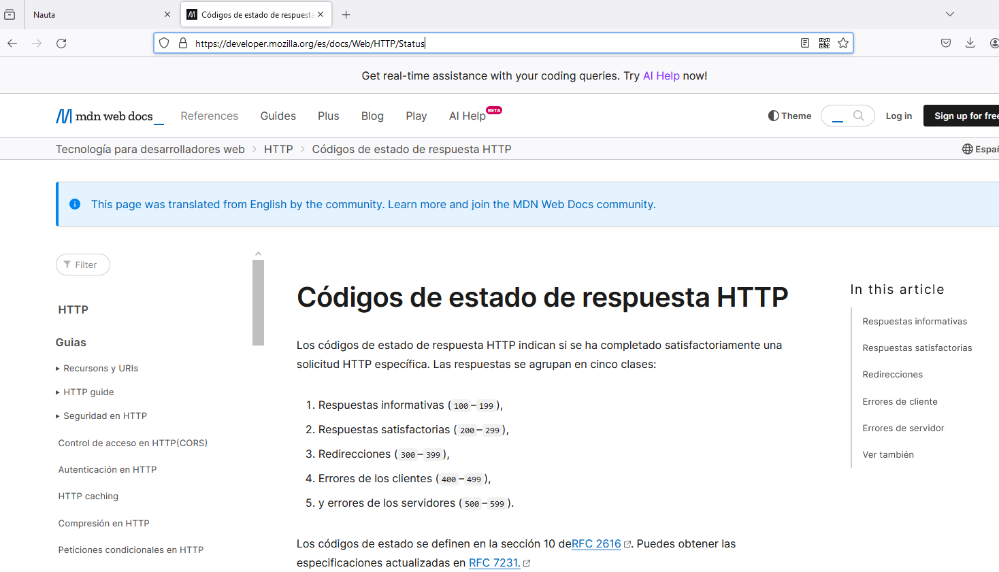 Nauta
Códigos de estado de respuesta
https://developer.mozilla.org/es/docs/Web/HTTP/Status
Get real-time assistance with your coding queries. Try AI Help now!
mdn web docs_
References Guides Plus Blog Play AI Help BETA
Theme
Log in
Sign up for free
Tecnología para desarrolladores web > HTTP > Códigos de estado de respuesta HTTP
Españ
This page was translated from English by the community. Learn more and join the MDN Web Docs community.
Filter
HTTP
Guias
Recursons y URIs
HTTP guide
Seguridad en HTTP
Control de acceso en HTTP(CORS)
Autenticación en HTTP
HTTP caching
Compresión en HTTP
Peticiones condicionales en HTTP
Códigos de estado de respuesta HTTP
Los códigos de estado de respuesta HTTP indican si se ha completado satisfactoriamente una
solicitud HTTP específica. Las respuestas se agrupan en cinco clases:
1. Respuestas informativas (100–199),
2. Respuestas satisfactorias (200–299),
3. Redirecciones (300–399),
4. Errores de los clientes (400–499),
5. y errores de los servidores (500–599).
Los códigos de estado se definen en la sección 10 deRFC 2616. Puedes obtener las
especificaciones actualizadas en RFC 7231.
In this article
Respuestas informativas
Respuestas satisfactorias
Redirecciones
Errores de cliente
Errores de servidor
Ver también